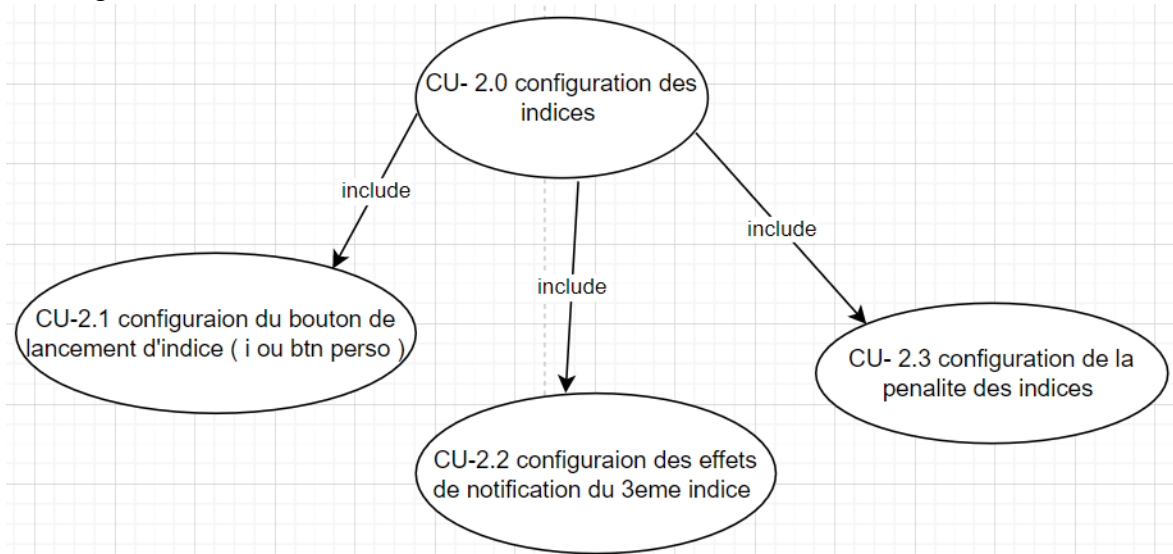 CU- 2.0 configuration des
indices
include
include
include
CU-2.1 configuraion du bouton de
lancement d'indice ( i ou btn perso )
CU- 2.3 configuration de la
penalite des indices
CU-2.2 configuraion des effets
de notification du 3eme indice